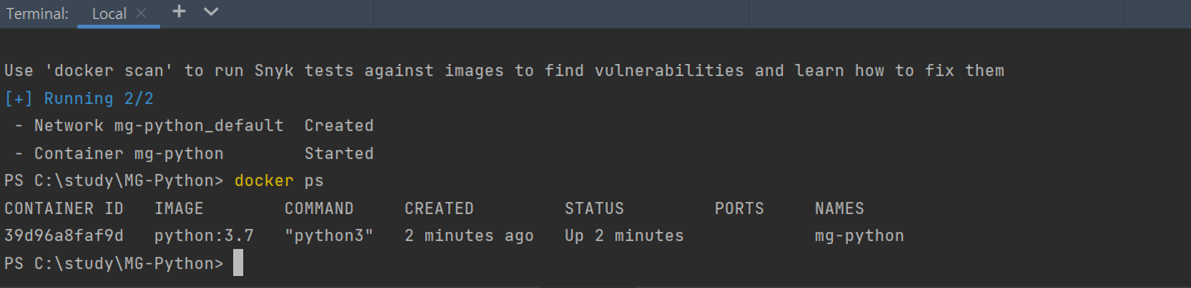 Terminal: Local × +
Use 'docker scan' to run Snyk tests against images to find vulnerabilities and learn how to fix them
[+] Running 2/2
 - Network mg-python_default  Created
 - Container mg-python        Started
PS C:\study\MG-Python> docker ps
CONTAINER ID   IMAGE        COMMAND     CREATED         STATUS         PORTS     NAMES
39d96a8faf9d   python:3.7   "python3"   2 minutes ago   Up 2 minutes             mg-python
PS C:\study\MG-Python>